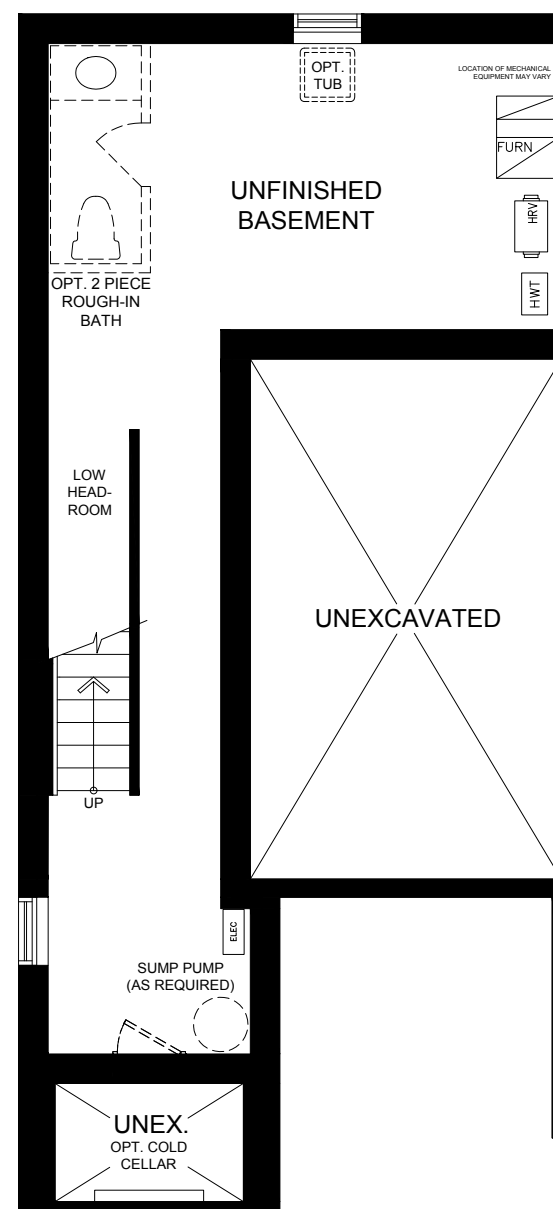 OPT.
TUB
LOCATION OF MECHANICAL
EQUIPMENT MAY VARY
FURN
UNFINISHED
BASEMENT
HRV
HWT
OPT. 2 PIECE
ROUGH-IN
BATH
LOW
HEAD-
ROOM
UNEXCAVATED
UP
ELEC
SUMP PUMP
(AS REQUIRED)
UNEX.
OPT. COLD
CELLAR